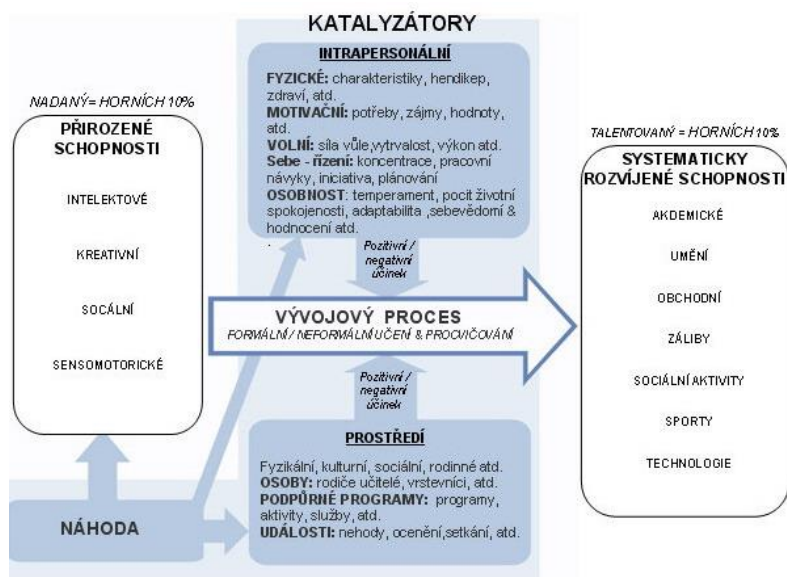 KATALYZÁTORY
INTRAPERSONÁLNÍ
FYZICKÉ: charakteristiky, hendikep,
zdraví, atd.
MOTIVAČNÍ: potřeby, zájmy, hodnoty,
atd.
VOLNÍ: síla vůle,vytrvalost, výkon atd.
Sebe - řízení: koncentrace, pracovní
návyky, iniciativa, plánování
OSOBNOST: temperament, pocit životní
spokojenosti, adaptabilita ,sebevědomí &
hodnocení atd.
.
NADANÝ= HORNÍCH 10%
PŘIROZENÉ
SCHOPNOSTI
INTELEKTOVÉ
KREATIVNÍ
SOCÁLNÍ
SENSOMOTORICKÉ
Pozitivní /
negativní
účinek
VÝVOJOVÝ PROCES
FORMÁLNÍ / NEFORMÁLNÍ UČENÍ & PROCVIČOVÁNÍ
Pozitivní /
negativní
účinek
PROSTŘEDÍ
Fyzikální, kulturní, sociální, rodinné atd.
OSOBY: rodiče učitelé, vrstevníci, atd.
PODPŮRNÉ PROGRAMY: programy,
aktivity, služby, atd.
UDÁLOSTI: nehody, ocenění,setkání, atd.
NÁHODA
TALENTOVANÝ = HORNÍCH 10%
SYSTEMATICKY
ROZVÍJENÉ SCHOPNOSTI
AKDEMICKÉ
UMĚNÍ
OBCHODNÍ
ZÁLIBY
SOCIÁLNÍ AKTIVITY
SPORTY
TECHNOLOGIE